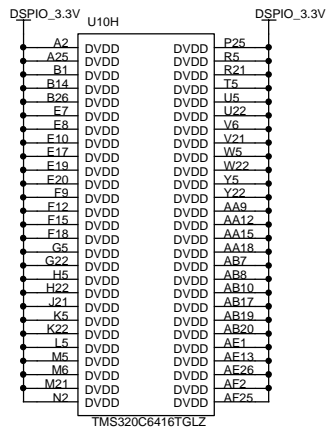 DSPIO_3.3V U10H DSPIO_3.3V
A2 DVDD DVDD P25
A25 DVDD DVDD R5
B1 DVDD DVDD R21
B14 DVDD DVDD T5
B26 DVDD DVDD U5
E7 DVDD DVDD U22
E8 DVDD DVDD V6
E10 DVDD DVDD V21
E17 DVDD DVDD W5
E19 DVDD DVDD W22
E20 DVDD DVDD Y5
F9 DVDD DVDD Y22
F12 DVDD DVDD AA9
F15 DVDD DVDD AA12
F18 DVDD DVDD AA15
G5 DVDD DVDD AA18
G22 DVDD DVDD AB7
H5 DVDD DVDD AB8
H22 DVDD DVDD AB10
J21 DVDD DVDD AB17
K5 DVDD DVDD AB19
K22 DVDD DVDD AB20
L5 DVDD DVDD AE1
M5 DVDD DVDD AE13
M6 DVDD DVDD AE26
M21 DVDD DVDD AF2
N2 DVDD DVDD AF25
TMS320C6416TGLZ